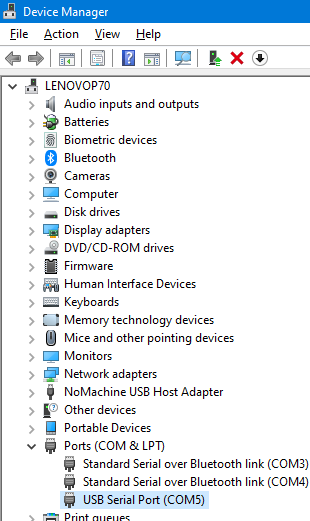 Device Manager
File Action View Help
LENOVOP70
Audio inputs and outputs
Batteries
Biometric devices
Bluetooth
Cameras
Computer
Disk drives
Display adapters
DVD/CD-ROM drives
Firmware
Human Interface Devices
Keyboards
Memory technology devices
Mice and other pointing devices
Monitors
Network adapters
NoMachine USB Host Adapter
Other devices
Portable Devices
Ports (COM & LPT)
Standard Serial over Bluetooth link (COM3)
Standard Serial over Bluetooth link (COM4)
USB Serial Port (COM5)
Print queues